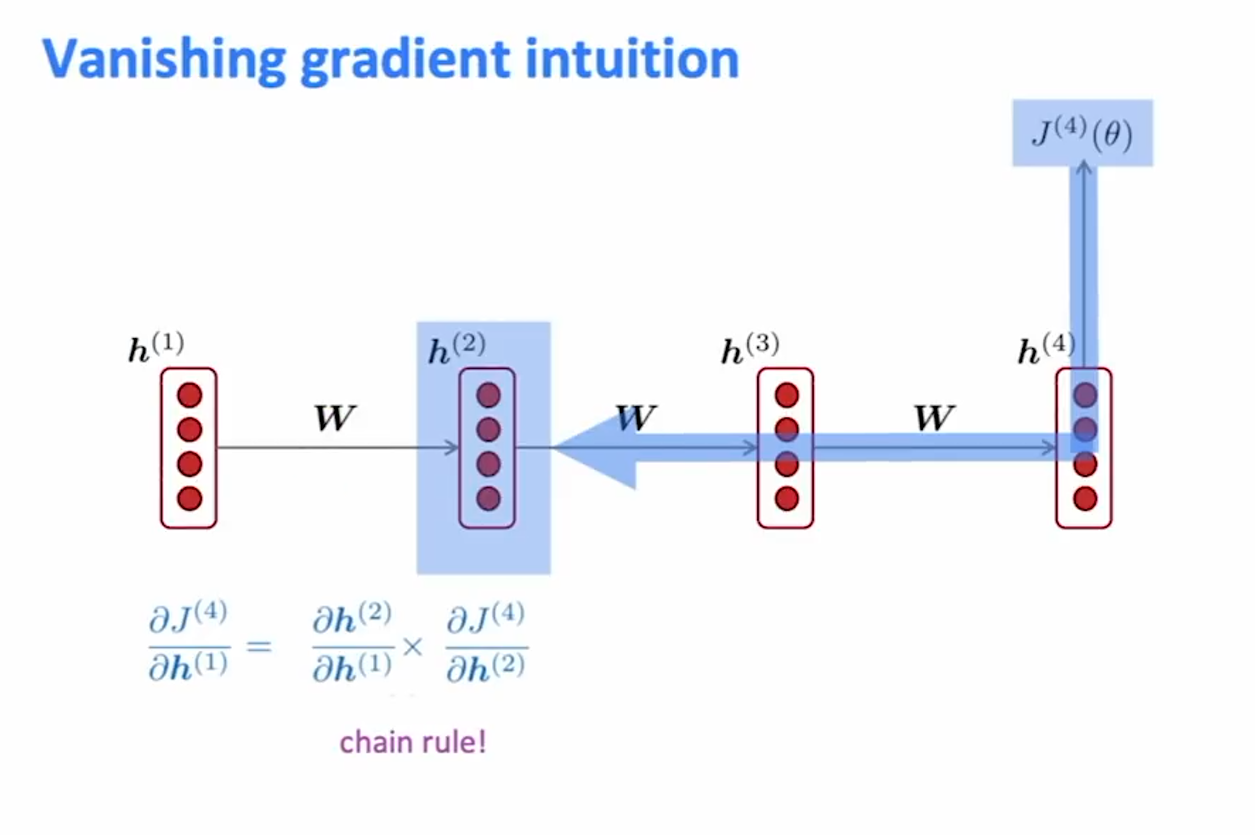 Vanishing gradient intuition
J^{(4)}(θ)
h^{(1)} h^{(2)} h^{(3)} h^{(4)}
W W W
∂J^{(4)}/∂h^{(1)} = ∂h^{(2)}/∂h^{(1)} × ∂J^{(4)}/∂h^{(2)}
chain rule!